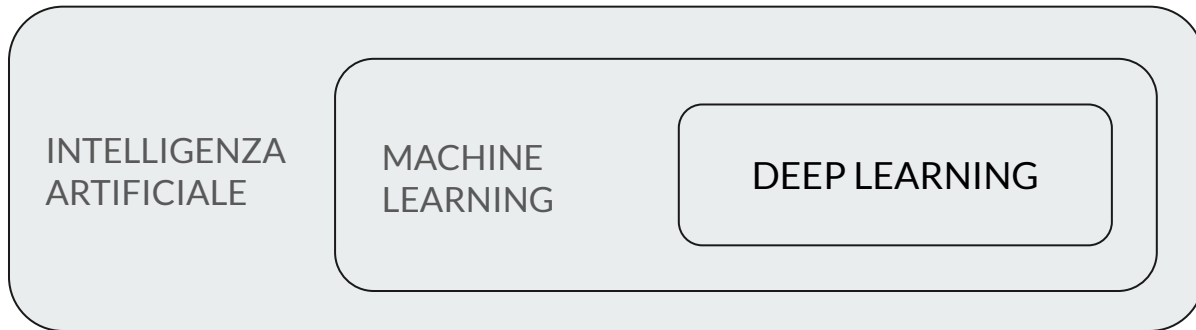 INTELLIGENZA
ARTIFICIALE
MACHINE
LEARNING
DEEP LEARNING